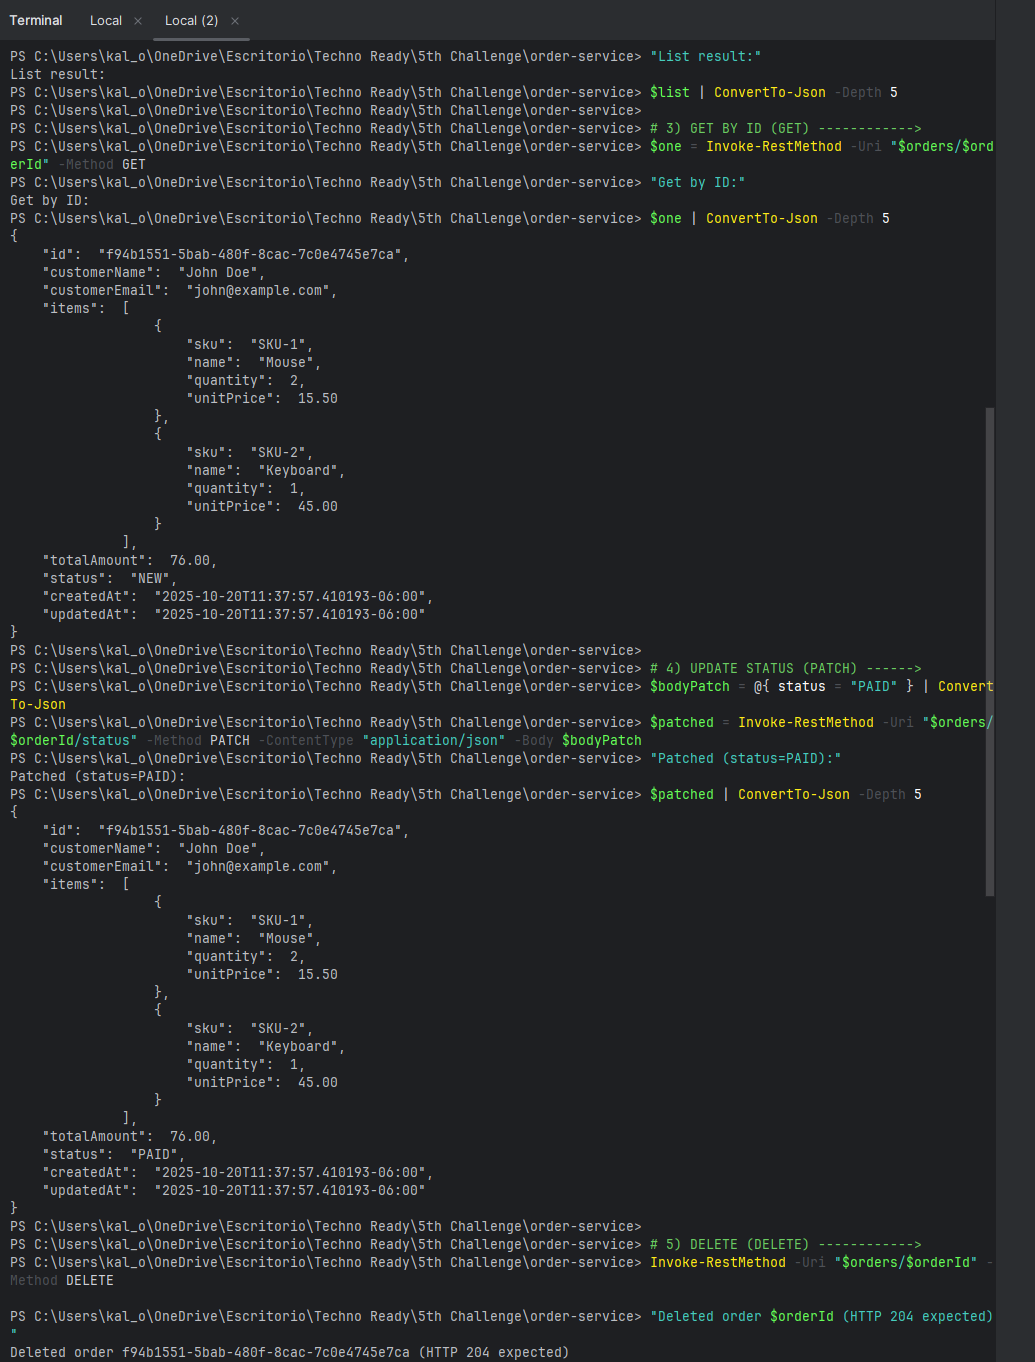 Terminal Local × Local (2) ×
PS C:\Users\kal_o\OneDrive\Escritorio\Techno Ready\5th Challenge\order-service> "List result:"
List result:
PS C:\Users\kal_o\OneDrive\Escritorio\Techno Ready\5th Challenge\order-service> $list | ConvertTo-Json -Depth 5
PS C:\Users\kal_o\OneDrive\Escritorio\Techno Ready\5th Challenge\order-service>
PS C:\Users\kal_o\OneDrive\Escritorio\Techno Ready\5th Challenge\order-service> # 3) GET BY ID (GET) ------------>
PS C:\Users\kal_o\OneDrive\Escritorio\Techno Ready\5th Challenge\order-service> $one = Invoke-RestMethod -Uri "$orders/$ord
erId" -Method GET
PS C:\Users\kal_o\OneDrive\Escritorio\Techno Ready\5th Challenge\order-service> "Get by ID:"
Get by ID:
PS C:\Users\kal_o\OneDrive\Escritorio\Techno Ready\5th Challenge\order-service> $one | ConvertTo-Json -Depth 5
{
    "id":  "f94b1551-5bab-480f-8cac-7c0e4745e7ca",
    "customerName":  "John Doe",
    "customerEmail":  "john@example.com",
    "items":  [
                  {
                      "sku":  "SKU-1",
                      "name":  "Mouse",
                      "quantity":  2,
                      "unitPrice":  15.50
                  },
                  {
                      "sku":  "SKU-2",
                      "name":  "Keyboard",
                      "quantity":  1,
                      "unitPrice":  45.00
                  }
              ],
    "totalAmount":  76.00,
    "status":  "NEW",
    "createdAt":  "2025-10-20T11:37:57.410193-06:00",
    "updatedAt":  "2025-10-20T11:37:57.410193-06:00"
}
PS C:\Users\kal_o\OneDrive\Escritorio\Techno Ready\5th Challenge\order-service>
PS C:\Users\kal_o\OneDrive\Escritorio\Techno Ready\5th Challenge\order-service> # 4) UPDATE STATUS (PATCH) ------>
PS C:\Users\kal_o\OneDrive\Escritorio\Techno Ready\5th Challenge\order-service> $bodyPatch = @{ status = "PAID" } | Convert
To-Json
PS C:\Users\kal_o\OneDrive\Escritorio\Techno Ready\5th Challenge\order-service> $patched = Invoke-RestMethod -Uri "$orders/
$orderId/status" -Method PATCH -ContentType "application/json" -Body $bodyPatch
PS C:\Users\kal_o\OneDrive\Escritorio\Techno Ready\5th Challenge\order-service> "Patched (status=PAID):"
Patched (status=PAID):
PS C:\Users\kal_o\OneDrive\Escritorio\Techno Ready\5th Challenge\order-service> $patched | ConvertTo-Json -Depth 5
{
    "id":  "f94b1551-5bab-480f-8cac-7c0e4745e7ca",
    "customerName":  "John Doe",
    "customerEmail":  "john@example.com",
    "items":  [
                  {
                      "sku":  "SKU-1",
                      "name":  "Mouse",
                      "quantity":  2,
                      "unitPrice":  15.50
                  },
                  {
                      "sku":  "SKU-2",
                      "name":  "Keyboard",
                      "quantity":  1,
                      "unitPrice":  45.00
                  }
              ],
    "totalAmount":  76.00,
    "status":  "PAID",
    "createdAt":  "2025-10-20T11:37:57.410193-06:00",
    "updatedAt":  "2025-10-20T11:37:57.410193-06:00"
}
PS C:\Users\kal_o\OneDrive\Escritorio\Techno Ready\5th Challenge\order-service>
PS C:\Users\kal_o\OneDrive\Escritorio\Techno Ready\5th Challenge\order-service> # 5) DELETE (DELETE) ------------>
PS C:\Users\kal_o\OneDrive\Escritorio\Techno Ready\5th Challenge\order-service> Invoke-RestMethod -Uri "$orders/$orderId" -
Method DELETE

PS C:\Users\kal_o\OneDrive\Escritorio\Techno Ready\5th Challenge\order-service> "Deleted order $orderId (HTTP 204 expected)
"
Deleted order f94b1551-5bab-480f-8cac-7c0e4745e7ca (HTTP 204 expected)